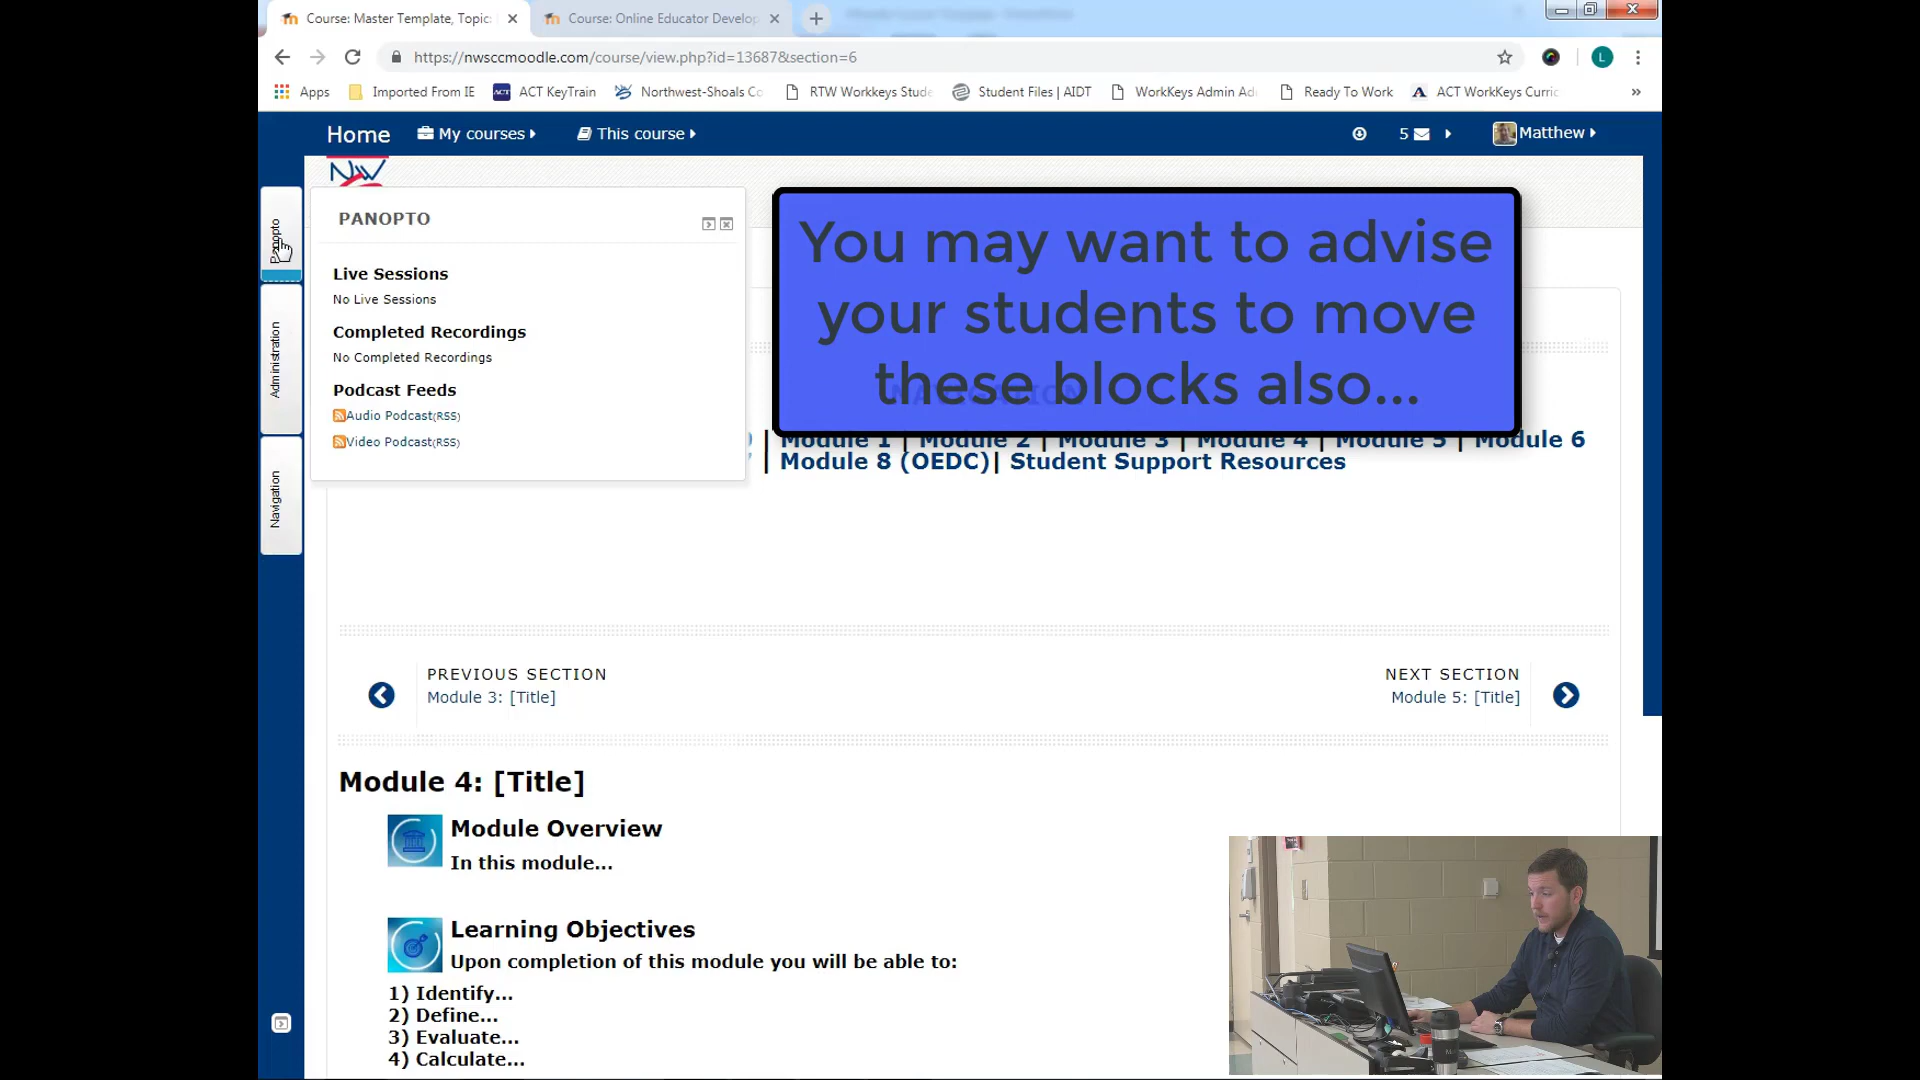 Course: Master Template, Topic:
Course: Online Educator Develop
https://nwsccmoodle.com/course/view.php?id=13687&section=6
L
Apps
Imported From IE
ACT KeyTrain
Northwest-Shoals Co
RTW Workkeys Stude
Student Files | AIDT
WorkKeys Admin Ad
Ready To Work
ACT WorkKeys Curric
»
Home
My courses
This course
5
Matthew
NW
Panopto
Administration
Navigation
PANOPTO
Live Sessions
No Live Sessions
Completed Recordings
No Completed Recordings
Podcast Feeds
Audio Podcast(RSS)
Video Podcast(RSS)
You may want to advise
your students to move
these blocks also...
NAVIGATION
| Module 1 | Module 2 | Module 3 | Module 4 | Module 5 | Module 6
| Module 8 (OEDC)| Student Support Resources
PREVIOUS SECTION
Module 3: [Title]
NEXT SECTION
Module 5: [Title]
Module 4: [Title]
Module Overview
In this module...
Learning Objectives
Upon completion of this module you will be able to:
1) Identify...
2) Define...
3) Evaluate...
4) Calculate...